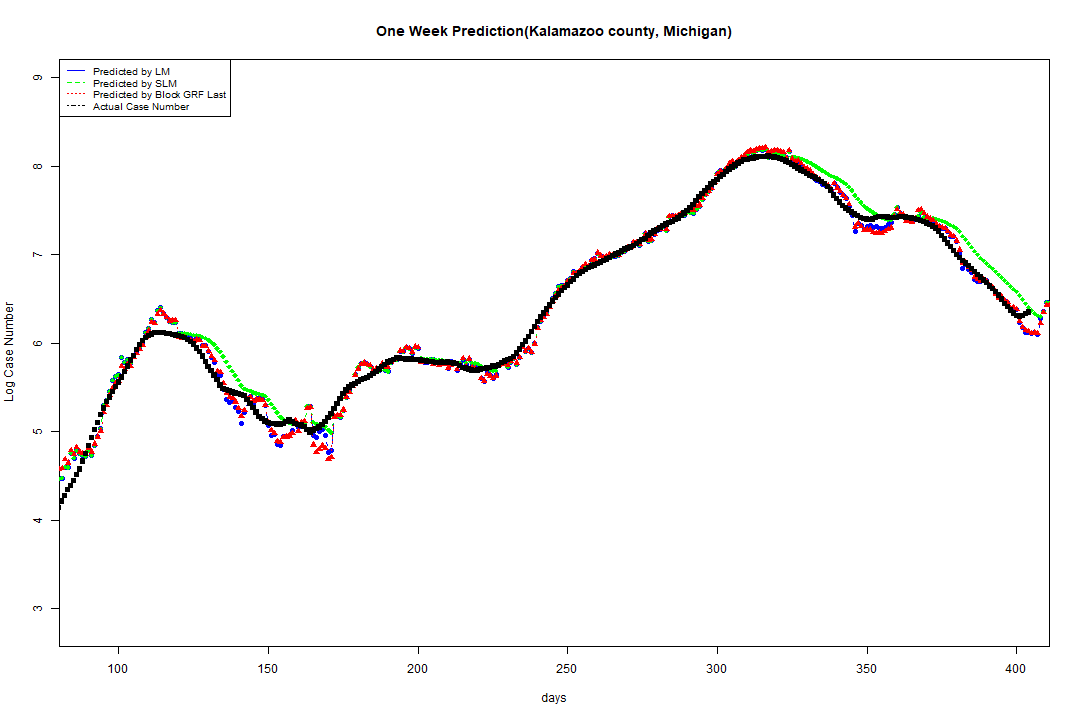 One Week Prediction(Kalamazoo county, Michigan)
Predicted by LM
Predicted by SLM
Predicted by Block GRF Last
Actual Case Number
Log Case Number
9
8
7
6
5
4
3
100 150 200 250 300 350 400
days